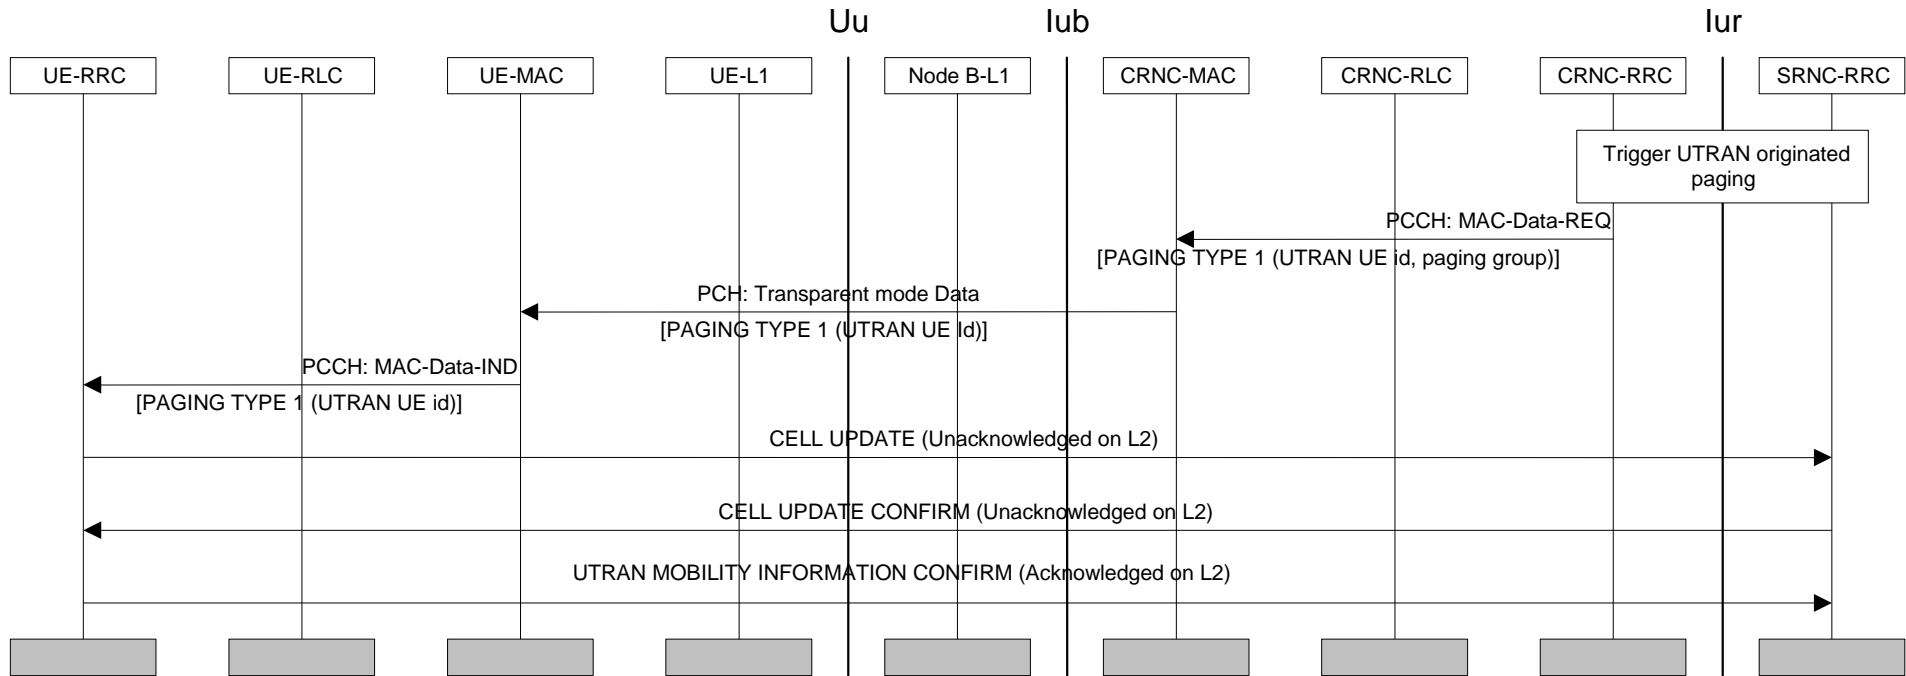 Uu
Iub
Iur
UE-RRC
UE-RLC
UE-MAC
UE-L1
Node B-L1
CRNC-MAC
CRNC-RLC
CRNC-RRC
SRNC-RRC
Trigger UTRAN originated
paging
PCCH: MAC-Data-REQ
[PAGING TYPE 1 (UTRAN UE id, paging group)]
PCH: Transparent mode Data
[PAGING TYPE 1 (UTRAN UE Id)]
PCCH: MAC-Data-IND
[PAGING TYPE 1 (UTRAN UE id)]
CELL UPDATE (Unacknowledged on L2)
CELL UPDATE CONFIRM (Unacknowledged on L2)
UTRAN MOBILITY INFORMATION CONFIRM (Acknowledged on L2)